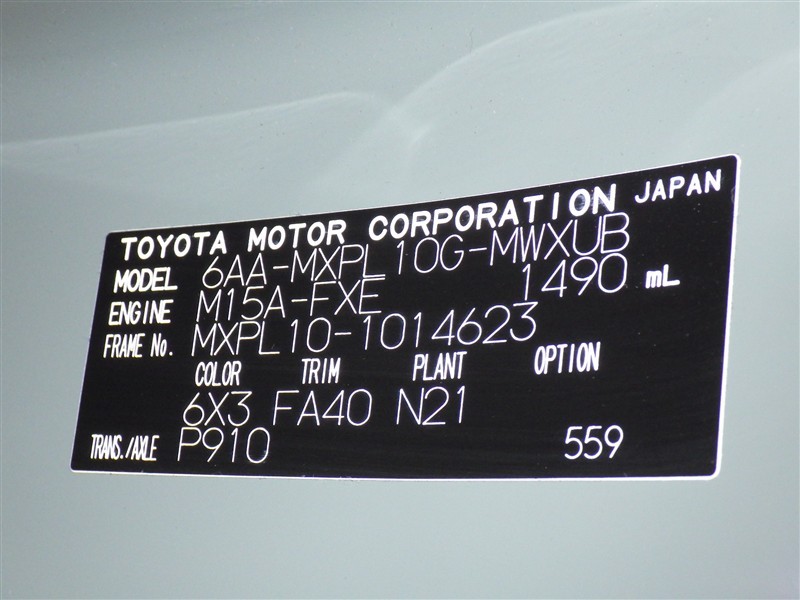 TOYOTA MOTOR CORPORATION JAPAN
MODEL 6AA-MXPL10G-MWXUB
ENGINE M15A-FXE 1490 mL
FRAME No. MXPL10-1014623
COLOR TRIM PLANT OPTION
6X3 FA40 N21
TRANS./AXLE P910 559